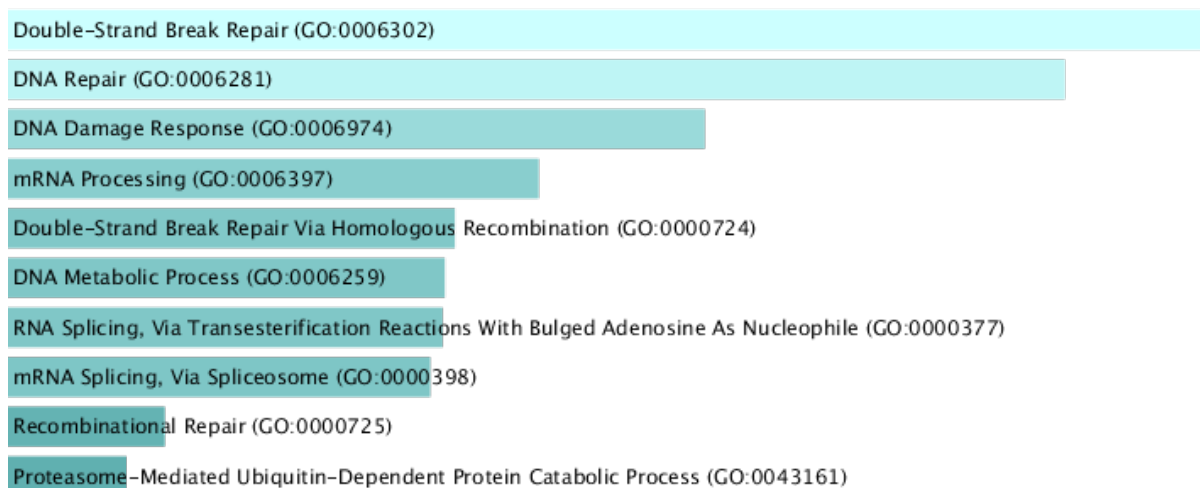 Double-Strand Break Repair (GO:0006302)
DNA Repair (GO:0006281)
DNA Damage Response (GO:0006974)
mRNA Processing (GO:0006397)
Double-Strand Break Repair Via Homologous Recombination (GO:0000724)
DNA Metabolic Process (GO:0006259)
RNA Splicing, Via Transesterification Reactions With Bulged Adenosine As Nucleophile (GO:0000377)
mRNA Splicing, Via Spliceosome (GO:0000398)
Recombinational Repair (GO:0000725)
Proteasome-Mediated Ubiquitin-Dependent Protein Catabolic Process (GO:0043161)